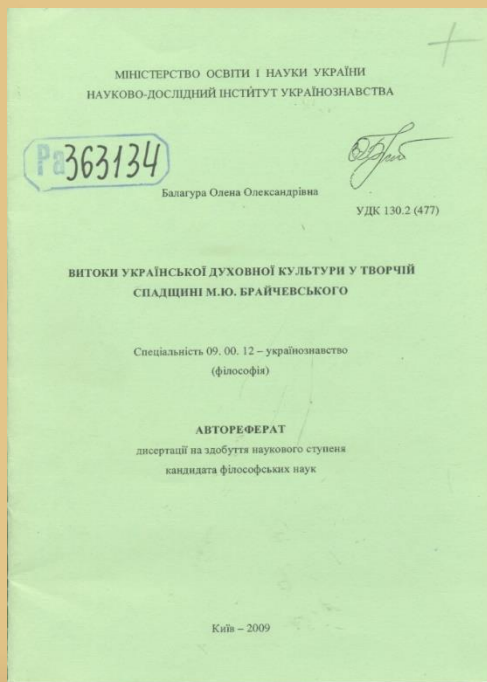 МІНІСТЕРСТВО ОСВІТИ І НАУКИ УКРАЇНИ
НАУКОВО-ДОСЛІДНИЙ ІНСТИТУТ УКРАЇНОЗНАВСТВА
Ра 363134
Балагура Олена Олександрівна
УДК 130.2 (477)
ВИТОКИ УКРАЇНСЬКОЇ ДУХОВНОЇ КУЛЬТУРИ У ТВОРЧІЙ
СПАДЩИНІ М.Ю. БРАЙЧЕВСЬКОГО
Спеціальність 09. 00. 12 – українознавство
(філософія)
АВТОРЕФЕРАТ
дисертації на здобуття наукового ступеня
кандидата філософських наук
Київ – 2009